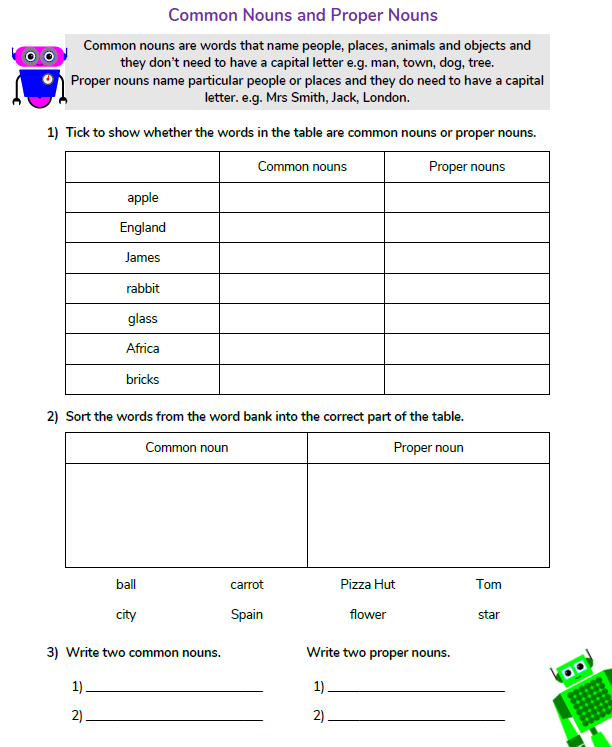 Common Nouns and Proper Nouns
Common nouns are words that name people, places, animals and objects and
they don't need to have a capital letter e.g. man, town, dog, tree.
Proper nouns name particular people or places and they do need to have a capital
letter. e.g. Mrs Smith, Jack, London.
1) Tick to show whether the words in the table are common nouns or proper nouns.
Common nouns Proper nouns
apple
England
James
rabbit
glass
Africa
bricks
2) Sort the words from the word bank into the correct part of the table.
Common noun Proper noun
ball carrot Pizza Hut Tom
city Spain flower star
3) Write two common nouns. Write two proper nouns.
1) ____________ 1) ____________
2) ____________ 2) ____________